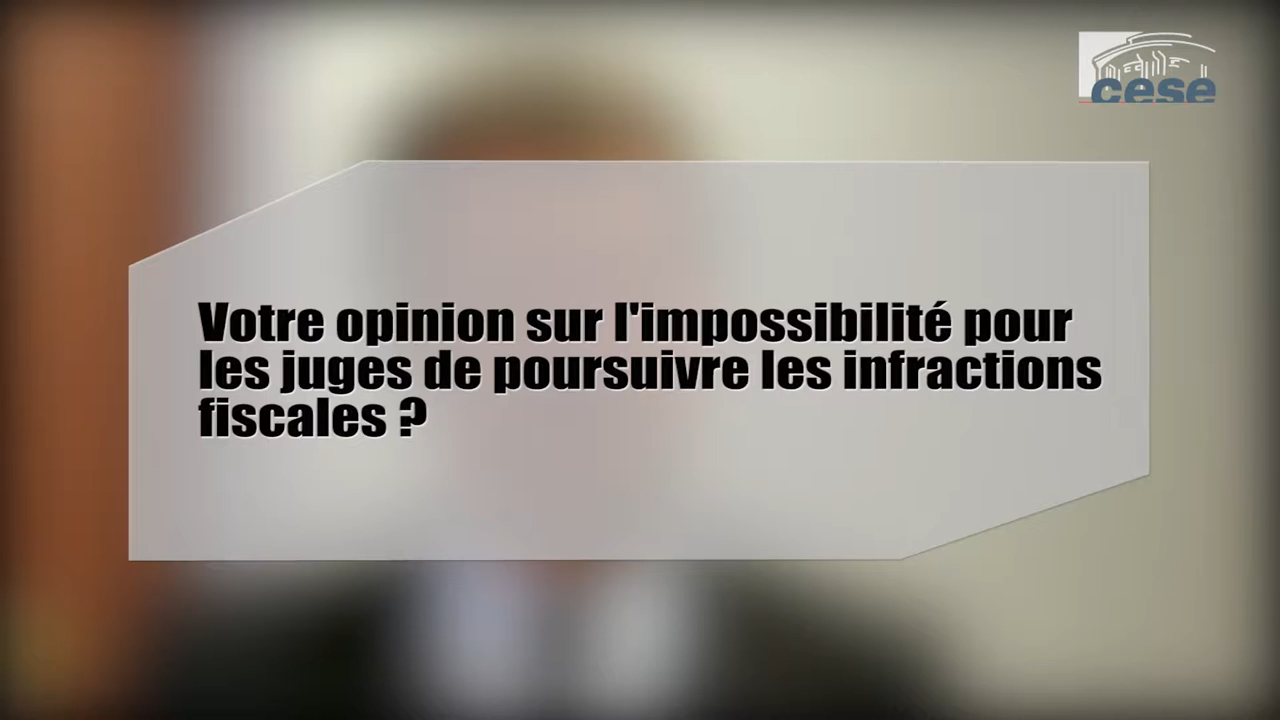 cese
Votre opinion sur l'impossibilité pour
les juges de poursuivre les infractions
fiscales ?